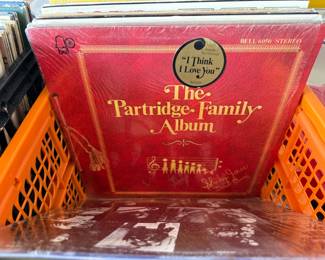 BELL 6050 STEREO
"I Think
I Love You"
The
Partridge Family
Album